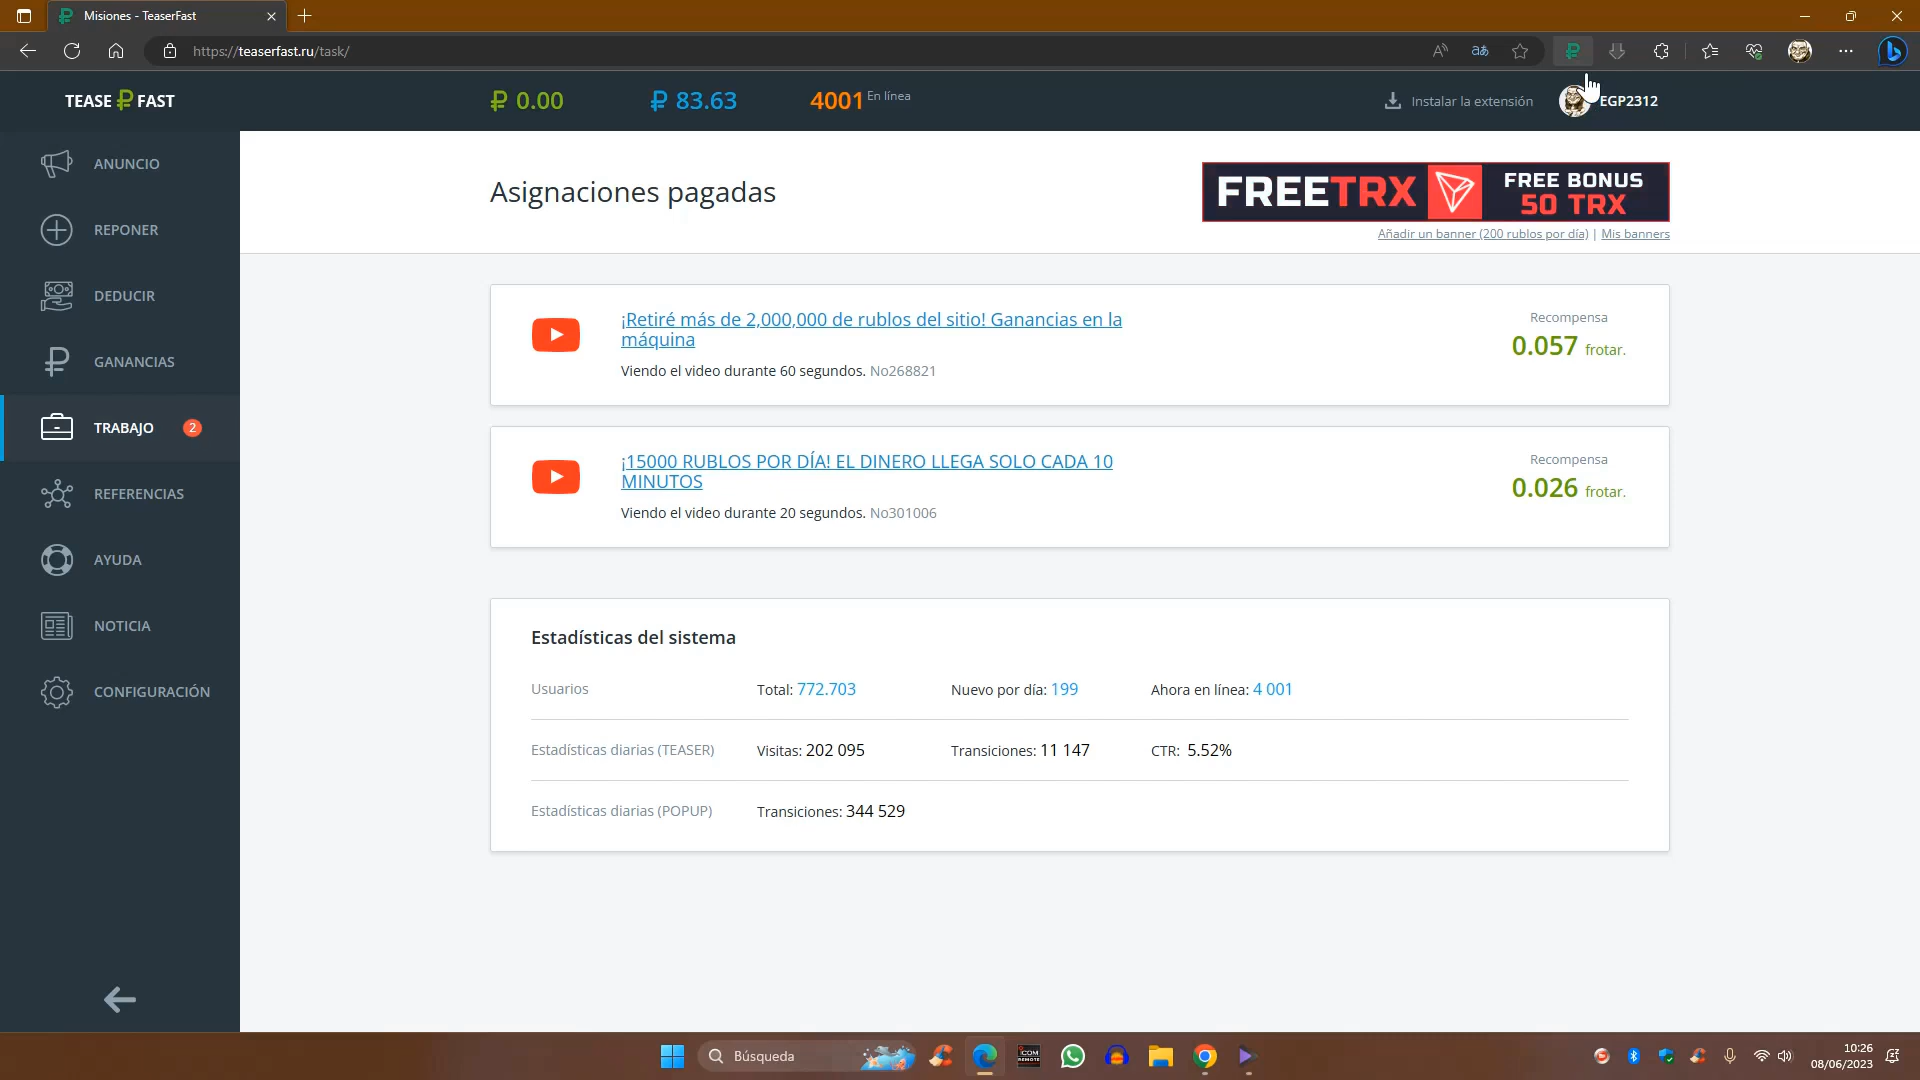 Misiones - TeaserFast
https://teaserfast.ru/task/
TEASE ₽ FAST
₽ 0.00
₽ 83.63
4001 En línea
Instalar la extensión
EGP2312
ANUNCIO
REPONER
DEDUCIR
GANANCIAS
TRABAJO 2
REFERENCIAS
AYUDA
NOTICIA
CONFIGURACIÓN
Asignaciones pagadas
FREETRX
FREE BONUS
50 TRX
Añadir un banner (200 rublos por día) | Mis banners
¡Retiré más de 2,000,000 de rublos del sitio! Ganancias en la
máquina
Viendo el video durante 60 segundos. No268821
Recompensa
0.057 frotar.
¡15000 RUBLOS POR DÍA! EL DINERO LLEGA SOLO CADA 10
MINUTOS
Viendo el video durante 20 segundos. No301006
Recompensa
0.026 frotar.
Estadísticas del sistema
Usuarios Total: 772.703 Nuevo por día: 199 Ahora en línea: 4 001
Estadísticas diarias (TEASER) Visitas: 202 095 Transiciones: 11 147 CTR: 5.52%
Estadísticas diarias (POPUP) Transiciones: 344 529
Búsqueda
10:26
08/06/2023